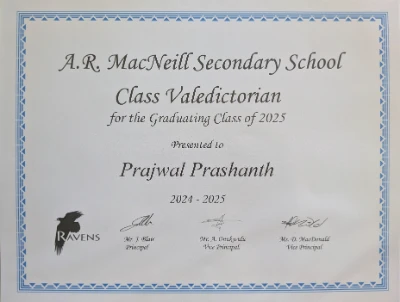 A.R. MacNeill Secondary School
Class Valedictorian
for the Graduating Class of 2025
Presented to
Prajwal Prashanth
2024 - 2025
RAVENS
Mr. J. Blair
Principal
Mr. A.
Vice Principal
Ms. D. MacDonald
Vice Principal